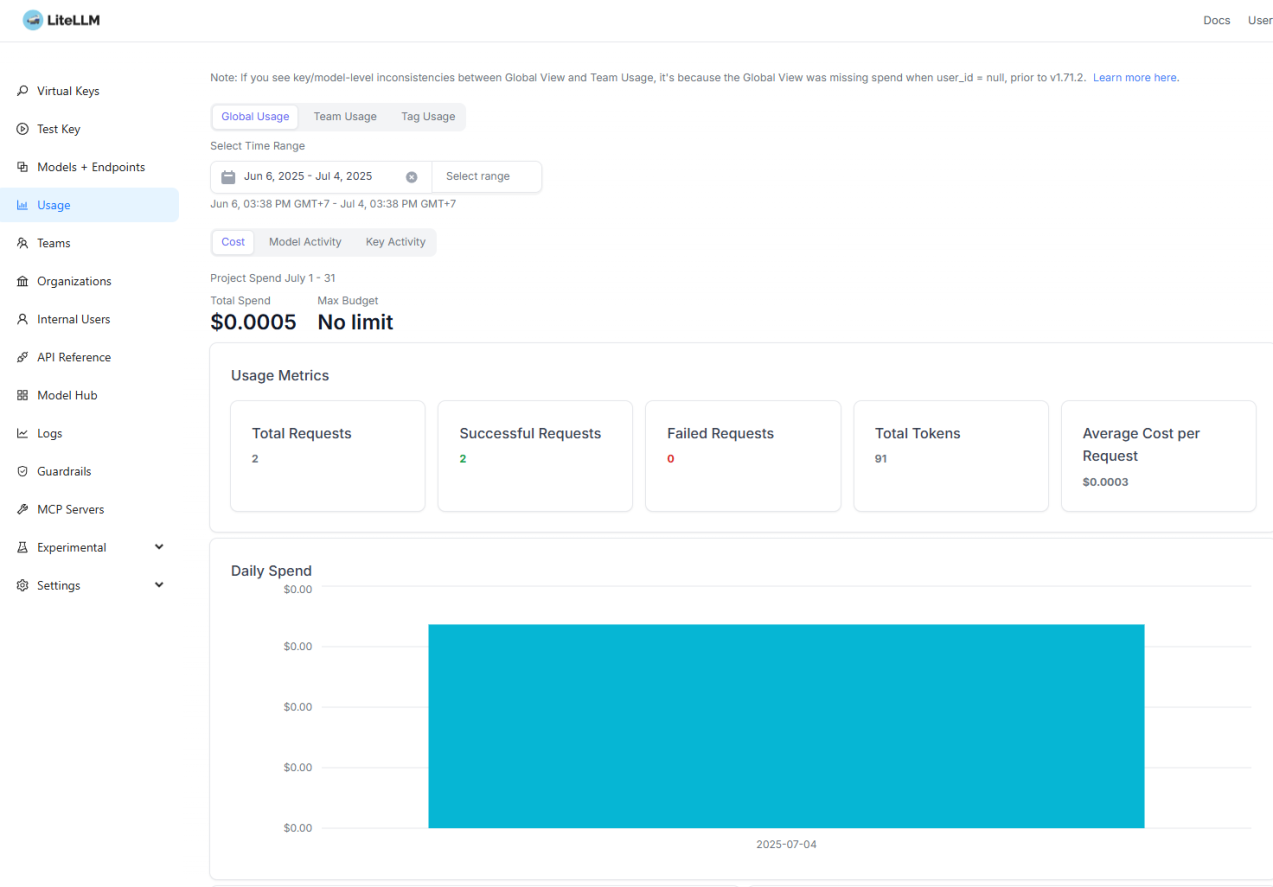 LiteLLM
Docs User
Virtual Keys
Test Key
Models + Endpoints
Usage
Teams
Organizations
Internal Users
API Reference
Model Hub
Logs
Guardrails
MCP Servers
Experimental
Settings
Note: If you see key/model-level inconsistencies between Global View and Team Usage, it's because the Global View was missing spend when user_id = null, prior to v1.71.2. Learn more here.
Global Usage Team Usage Tag Usage
Select Time Range
Jun 6, 2025 - Jul 4, 2025 Select range
Jun 6, 03:38 PM GMT+7 - Jul 4, 03:38 PM GMT+7
Cost Model Activity Key Activity
Project Spend July 1 - 31
Total Spend Max Budget
$0.0005 No limit
Usage Metrics
Total Requests
2
Successful Requests
2
Failed Requests
0
Total Tokens
91
Average Cost per
Request
$0.0003
Daily Spend
$0.00
$0.00
$0.00
$0.00
$0.00
2025-07-04